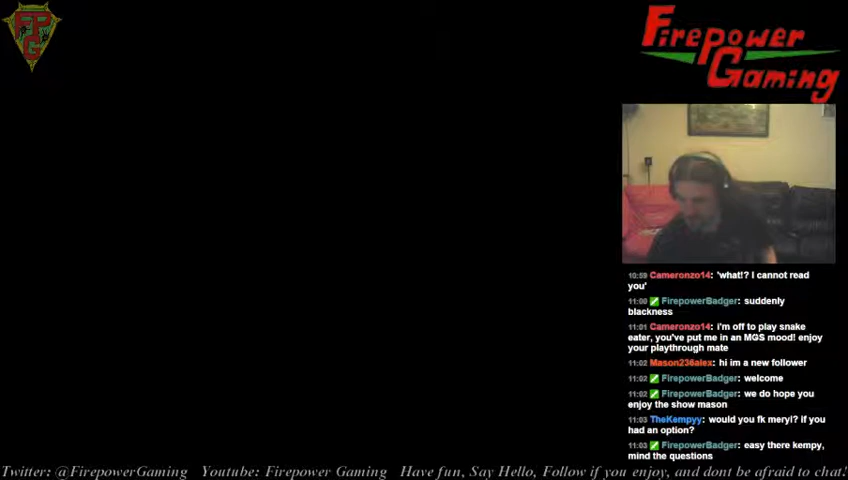 FPG
Firepower
Gaming
10:59 Cameronzo14: 'what!? I cannot read
you'
11:00 FirepowerBadger: suddenly
blackness
11:01 Cameronzo14: i'm off to play snake
eater, you've put me in an MGS mood! enjoy
your playthrough mate
11:02 Mason236alex: hi im a new follower
11:02 FirepowerBadger: welcome
11:02 FirepowerBadger: we do hope you
enjoy the show mason
11:03 TheKempyy: would you fk meryl? if you
had an option?
11:03 FirepowerBadger: easy there kempy,
mind the questions
Twitter: @FirepowerGaming Youtube: Firepower Gaming Have fun, Say Hello, Follow if you enjoy, and dont be afraid to chat!